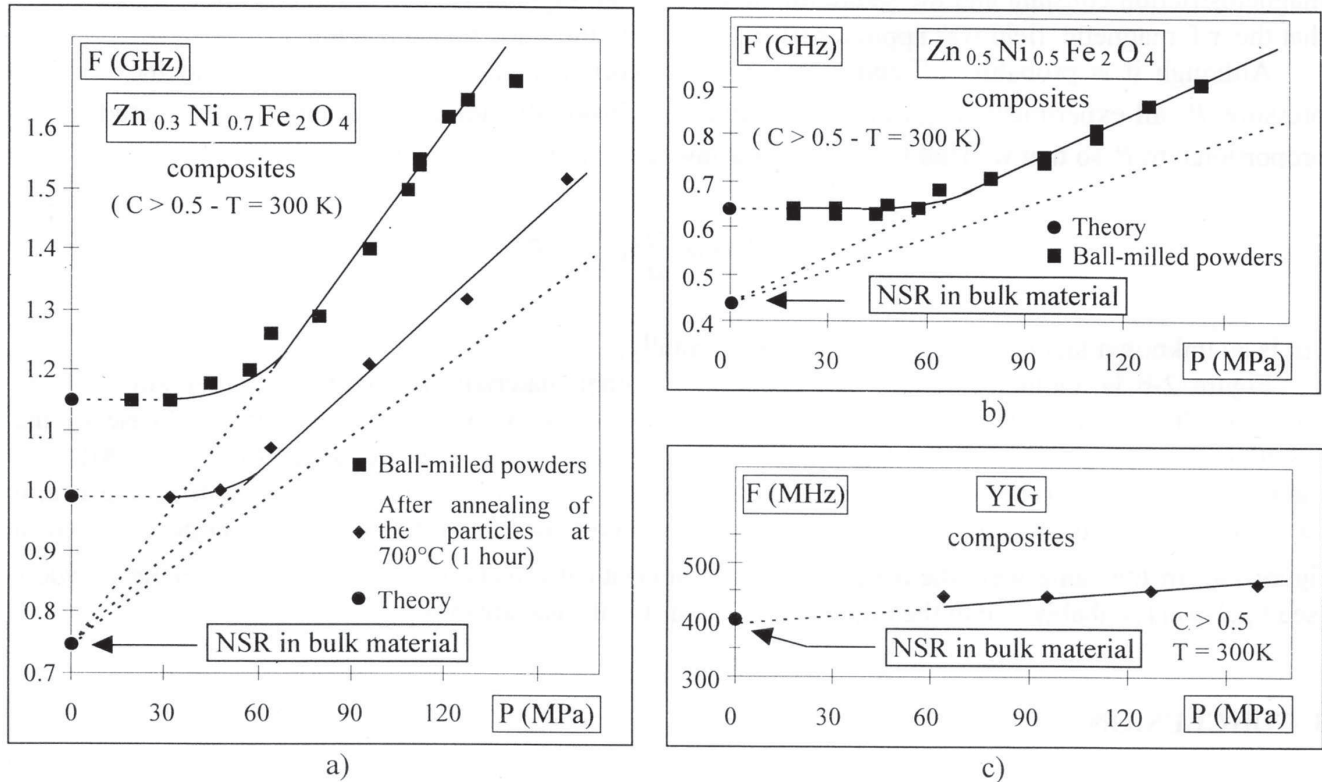 F (GHz)
Zn 0.3 Ni 0.7 Fe 2 O 4
composites
( C > 0.5 - T = 300 K)
1.6
1.5
1.4
1.3
1.2
1.1
1.0
0.9
0.8
0.7
■ Ball-milled powders
◆ After annealing of
the particles at
700°C (1 hour)
● Theory
NSR in bulk material
0
30
60
90
120
P (MPa)
a)
F (GHz)
Zn 0.5 Ni 0.5 Fe 2 O 4
composites
( C > 0.5 - T = 300 K)
0.9
0.8
0.7
0.6
0.5
0.4
● Theory
■ Ball-milled powders
NSR in bulk material
0
30
60
90
120
P (MPa)
b)
F (MHz)
YIG
composites
500
400
300
C > 0.5
T = 300K
NSR in bulk material
0
30
60
90
120
P (MPa)
c)